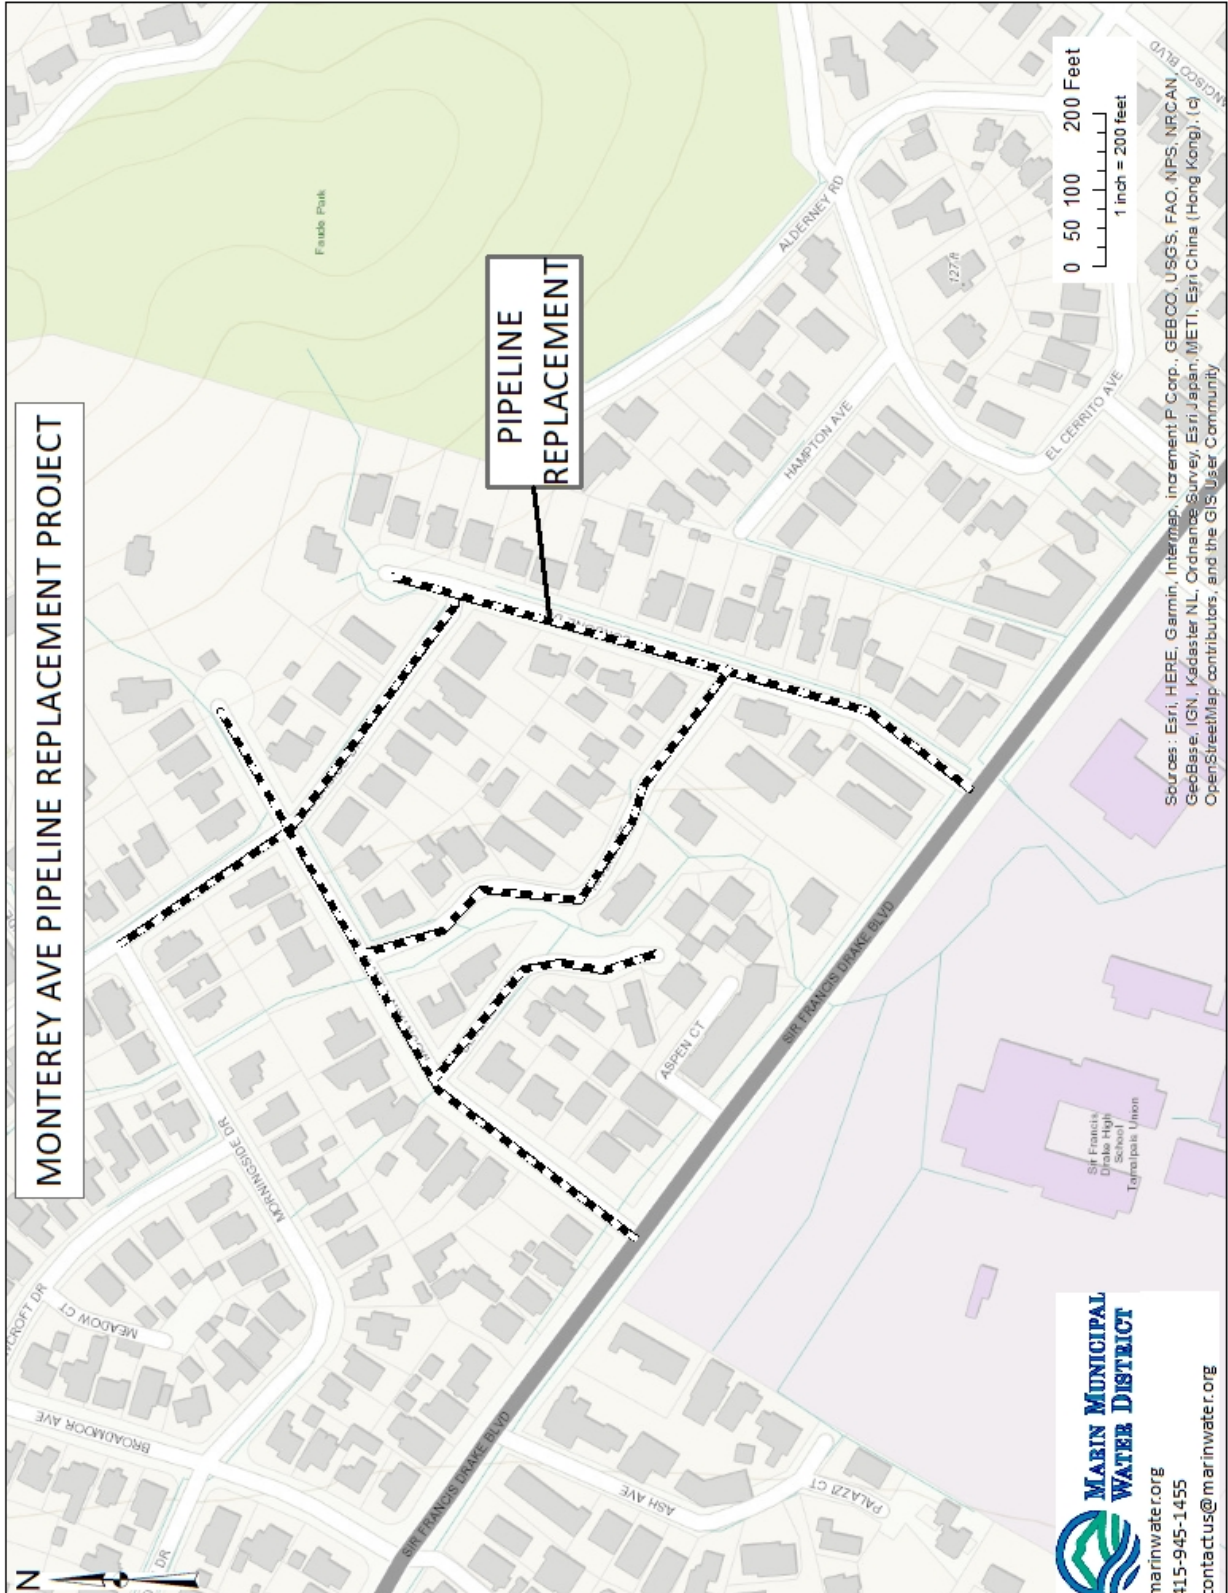 MONTEREY AVE PIPELINE REPLACEMENT PROJECT
N
PIPELINE
REPLACEMENT
Faude Park
ALDERNEY RD
HAMPTON AVE
EL CERRITO AVE
127 ft
MORNINGSIDE DR
MEADOW CT
BROADMOOR AVE
DR
SIR FRANCIS DRAKE BLVD
SIR FRANCIS DRAKE BLVD
ASPEN CT
ASH AVE
PALAZZI CT
Sir Francis
Drake High
School
Tamalpais Union
0 50 100 200 Feet
1 inch = 200 feet
Sources: Esri, HERE, Garmin, Intermap, increment P Corp., GEBCO, USGS, FAO, NPS, NRCAN,
GeoBase, IGN, Kadaster NL, Ordnance Survey, Esri Japan, METI, Esri China (Hong Kong), (c)
OpenStreetMap contributors, and the GIS User Community
MARIN MUNICIPAL
WATER DISTRICT
marinwater.org
415-945-1455
contactus@marinwater.org